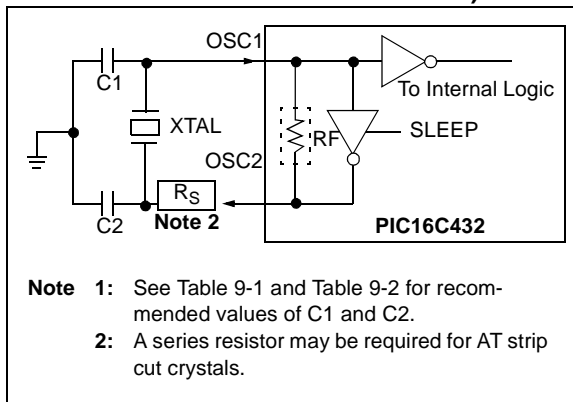 OSC1
C1
To Internal Logic
XTAL
RF
SLEEP
OSC2
RS
C2
Note 2
PIC16C432
Note 1: See Table 9-1 and Table 9-2 for recom-
mended values of C1 and C2.
2: A series resistor may be required for AT strip
cut crystals.